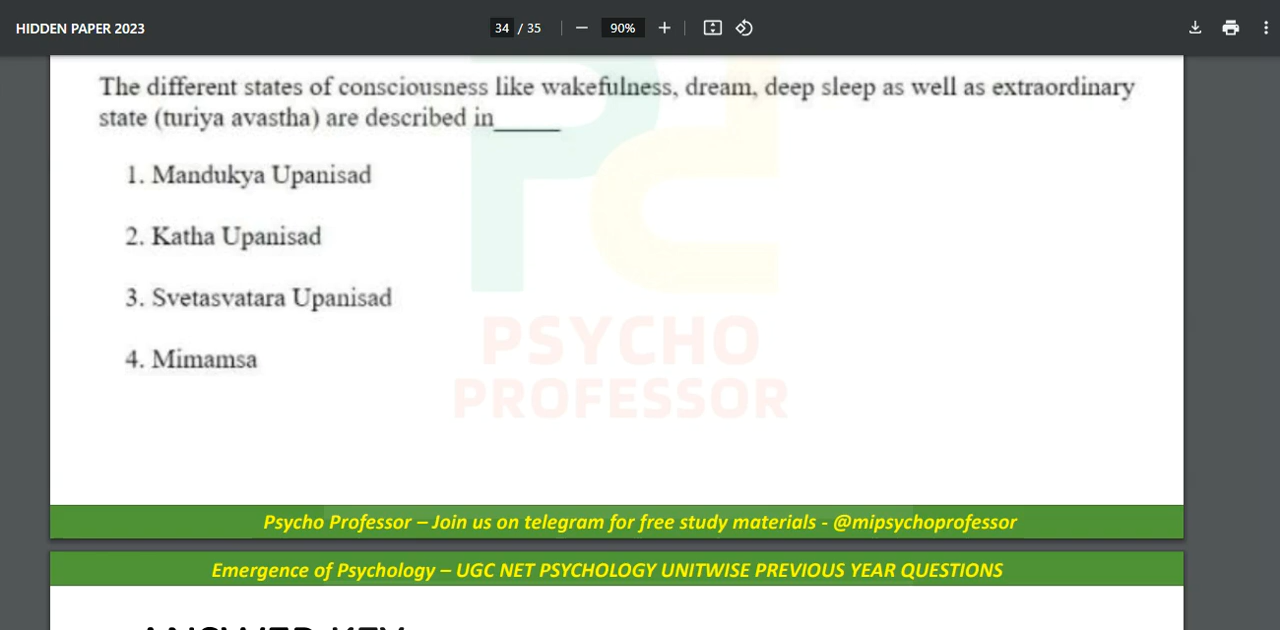 HIDDEN PAPER 2023
34 / 35
90%
The different states of consciousness like wakefulness, dream, deep sleep as well as extraordinary
state (turiya avastha) are described in_____
1. Mandukya Upanisad
2. Katha Upanisad
3. Svetasvatara Upanisad
4. Mimamsa
PSYCHO
PROFESSOR
Psycho Professor – Join us on telegram for free study materials - @mipsychoprofessor
Emergence of Psychology – UGC NET PSYCHOLOGY UNITWISE PREVIOUS YEAR QUESTIONS
ANSWER KEY